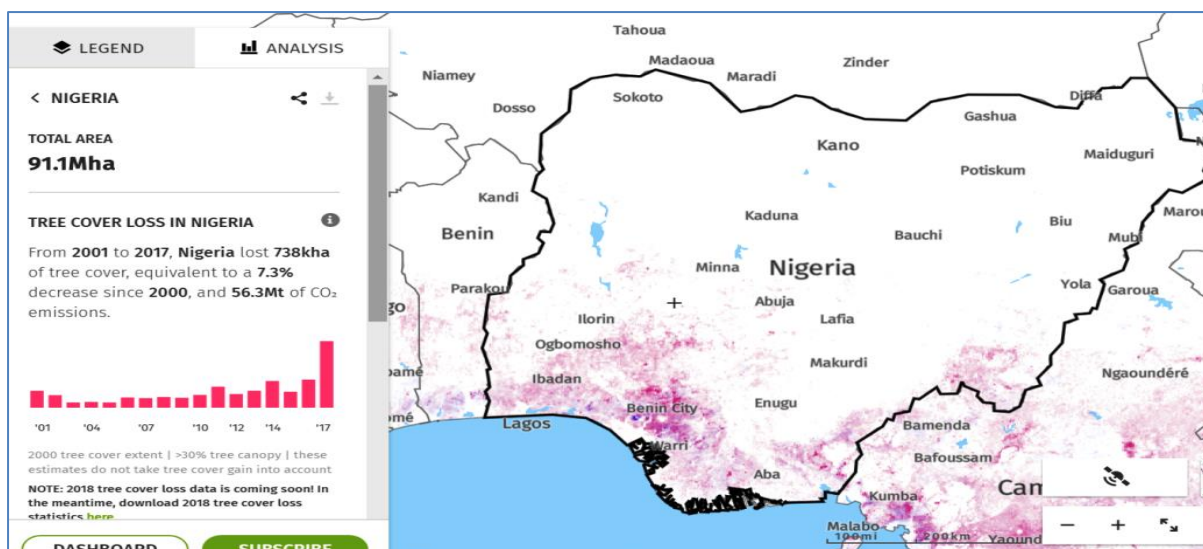 LEGEND
ANALYSIS
< NIGERIA
TOTAL AREA
91.1Mha
TREE COVER LOSS IN NIGERIA
From 2001 to 2017, Nigeria lost 738kha
of tree cover, equivalent to a 7.3%
decrease since 2000, and 56.3Mt of CO₂
emissions.
'01 '04 '07 '10 '12 '14 '17
2000 tree cover extent | >30% tree canopy | these
estimates do not take tree cover gain into account
NOTE: 2018 tree cover loss data is coming soon! In
the meantime, download 2018 tree cover loss
statistics here
DASHBOARD
SUBSCRIBE
Tahoua
Madaoua
Zinder
Niamey
Maradi
Sokoto
Diffa
Dosso
Gashua
Kano
Maiduguri
Potiskum
Kandi
Kaduna
Biu
Benin
Bauchi
Mubi
Minna
Nigeria
Parakou
Yola
Garoua
Abuja
Ilorin
Lafia
Ogbomosho
Makurdi
Ibadan
Ngaoundéré
Benin City
Enugu
Lagos
Bamenda
Warri
Bafoussam
Aba
Kumba
Malabo
100mi
200km